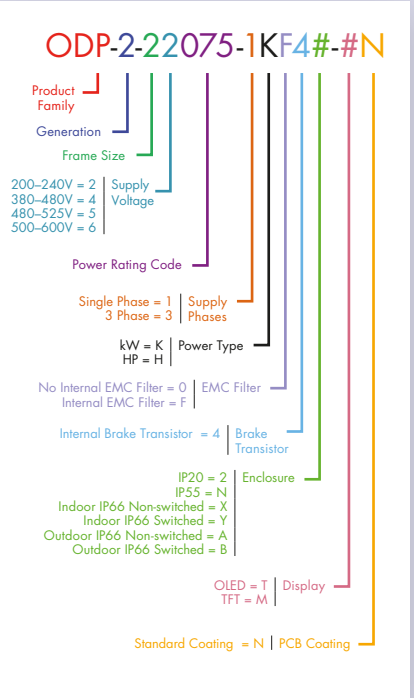 ODP-2-22075-1KF4#-#N
Product
Family
Generation
Frame Size
200–240V = 2 | Supply
380–480V = 4 | Voltage
480–525V = 5
500–600V = 6
Power Rating Code
Single Phase = 1 | Supply
3 Phase = 3 | Phases
kW = K | Power Type
HP = H
No Internal EMC Filter = 0 | EMC Filter
Internal EMC Filter = F
Internal Brake Transistor = 4 | Brake
Transistor
IP20 = 2 | Enclosure
IP55 = N
Indoor IP66 Non-switched = X
Indoor IP66 Switched = Y
Outdoor IP66 Non-switched = A
Outdoor IP66 Switched = B
OLED = T | Display
TFT = M
Standard Coating = N | PCB Coating